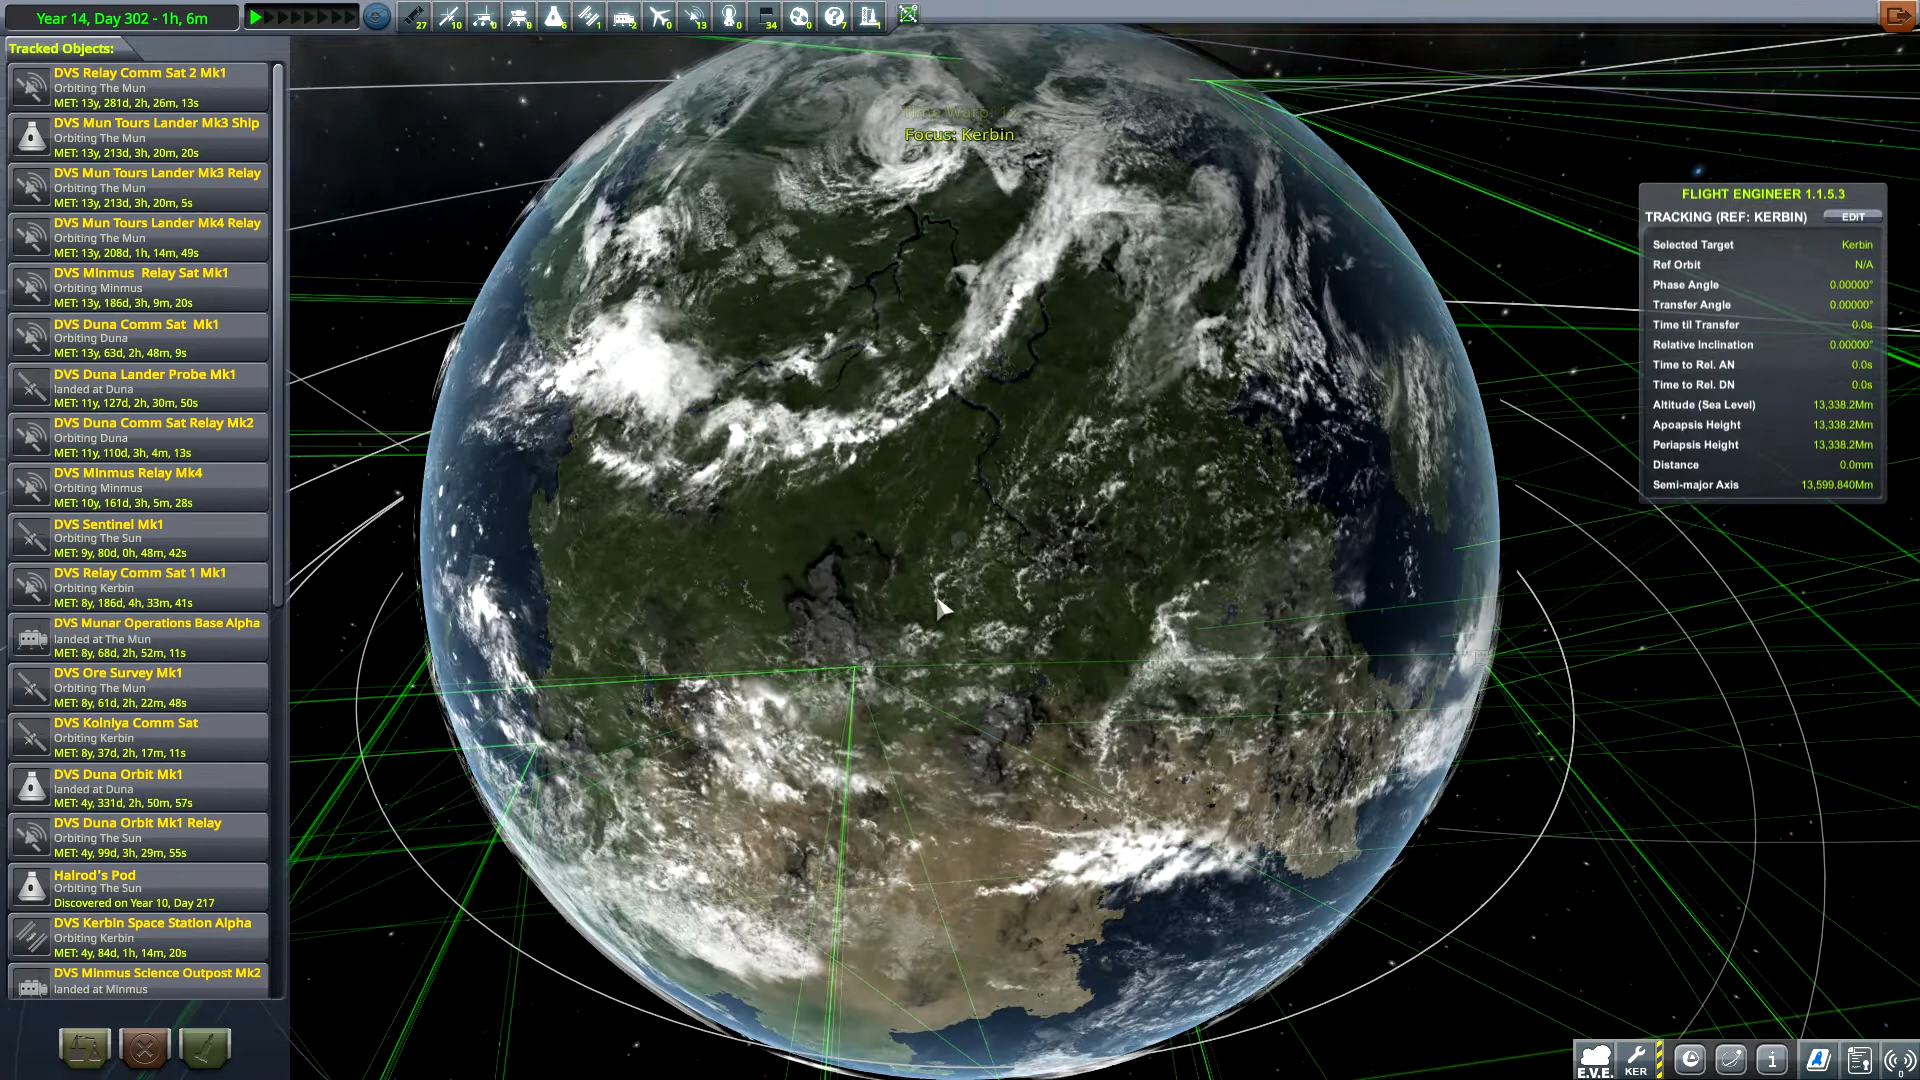 Year 14, Day 302 - 1h, 6m
27
10
0
6
1
2
0
13
0
34
0
7
1
Tracked Objects:
DVS Relay Comm Sat 2 Mk1
Orbiting The Mun
MET: 13y, 281d, 2h, 26m, 13s
DVS Mun Tours Lander Mk3 Ship
Orbiting The Mun
MET: 13y, 213d, 3h, 20m, 20s
DVS Mun Tours Lander Mk3 Relay
Orbiting The Mun
MET: 13y, 213d, 3h, 20m, 5s
DVS Mun Tours Lander Mk4 Relay
Orbiting The Mun
MET: 13y, 208d, 1h, 14m, 49s
DVS Minmus Relay Sat Mk1
Orbiting Minmus
MET: 13y, 186d, 3h, 9m, 20s
DVS Duna Comm Sat Mk1
Orbiting Duna
MET: 13y, 63d, 2h, 48m, 9s
DVS Duna Lander Probe Mk1
landed at Duna
MET: 11y, 127d, 2h, 30m, 50s
DVS Duna Comm Sat Relay Mk2
Orbiting Duna
MET: 11y, 110d, 3h, 4m, 13s
DVS Minmus Relay Mk4
Orbiting Minmus
MET: 10y, 161d, 3h, 5m, 28s
DVS Sentinel Mk1
Orbiting The Sun
MET: 9y, 80d, 0h, 48m, 42s
DVS Relay Comm Sat 1 Mk1
Orbiting Kerbin
MET: 8y, 186d, 4h, 33m, 41s
DVS Munar Operations Base Alpha
landed at The Mun
MET: 8y, 68d, 2h, 52m, 11s
DVS Ore Survey Mk1
Orbiting The Mun
MET: 8y, 61d, 2h, 22m, 48s
DVS Kolniya Comm Sat
Orbiting Kerbin
MET: 8y, 37d, 2h, 17m, 11s
DVS Duna Orbit Mk1
landed at Duna
MET: 4y, 331d, 2h, 50m, 57s
DVS Duna Orbit Mk1 Relay
Orbiting The Sun
MET: 4y, 99d, 3h, 29m, 55s
Halrod's Pod
Orbiting The Sun
Discovered on Year 10, Day 217
DVS Kerbin Space Station Alpha
Orbiting Kerbin
MET: 4y, 84d, 1h, 14m, 20s
DVS Minmus Science Outpost Mk2
landed at Minmus
Time Warp: 1x
Focus: Kerbin
FLIGHT ENGINEER 1.1.5.3
TRACKING (REF: KERBIN) EDIT
Selected Target Kerbin
Ref Orbit N/A
Phase Angle 0.00000°
Transfer Angle 0.00000°
Time til Transfer 0.0s
Relative Inclination 0.00000°
Time to Rel. AN 0.0s
Time to Rel. DN 0.0s
Altitude (Sea Level) 13,338.2Mm
Apoapsis Height 13,338.2Mm
Periapsis Height 13,338.2Mm
Distance 0.0mm
Semi-major Axis 13,599.840Mm
E.V.E.
KER
0